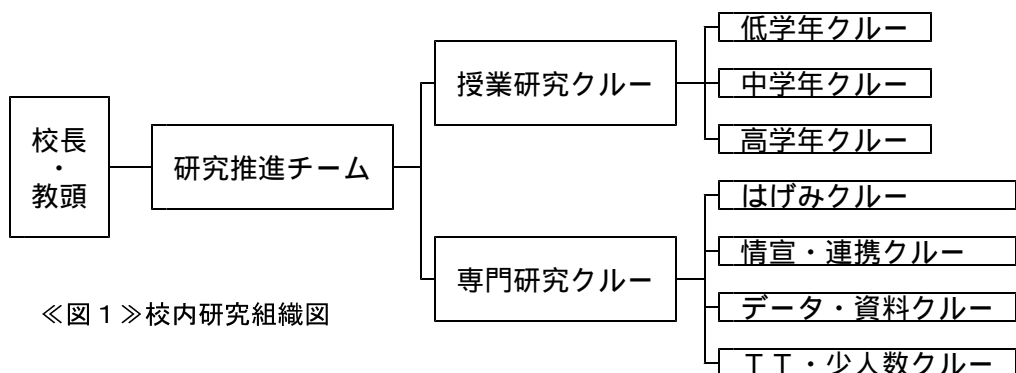 校長
・
教頭
研究推進チーム
授業研究クルー
低学年クルー
中学年クルー
高学年クルー
専門研究クルー
はげみクルー
情宣・連携クルー
データ・資料クルー
ＴＴ・少人数クルー
≪図１≫校内研究組織図